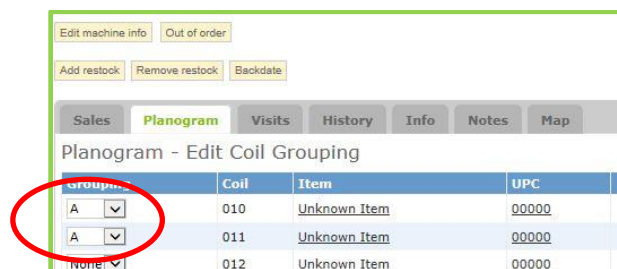 Edit machine info Out of order
Add restock Remove restock Backdate
Sales Planogram Visits History Info Notes Map
Planogram - Edit Coil Grouping
Grouping Coil Item UPC
A 010 Unknown Item 00000
A 011 Unknown Item 00000
None 012 Unknown Item 00000